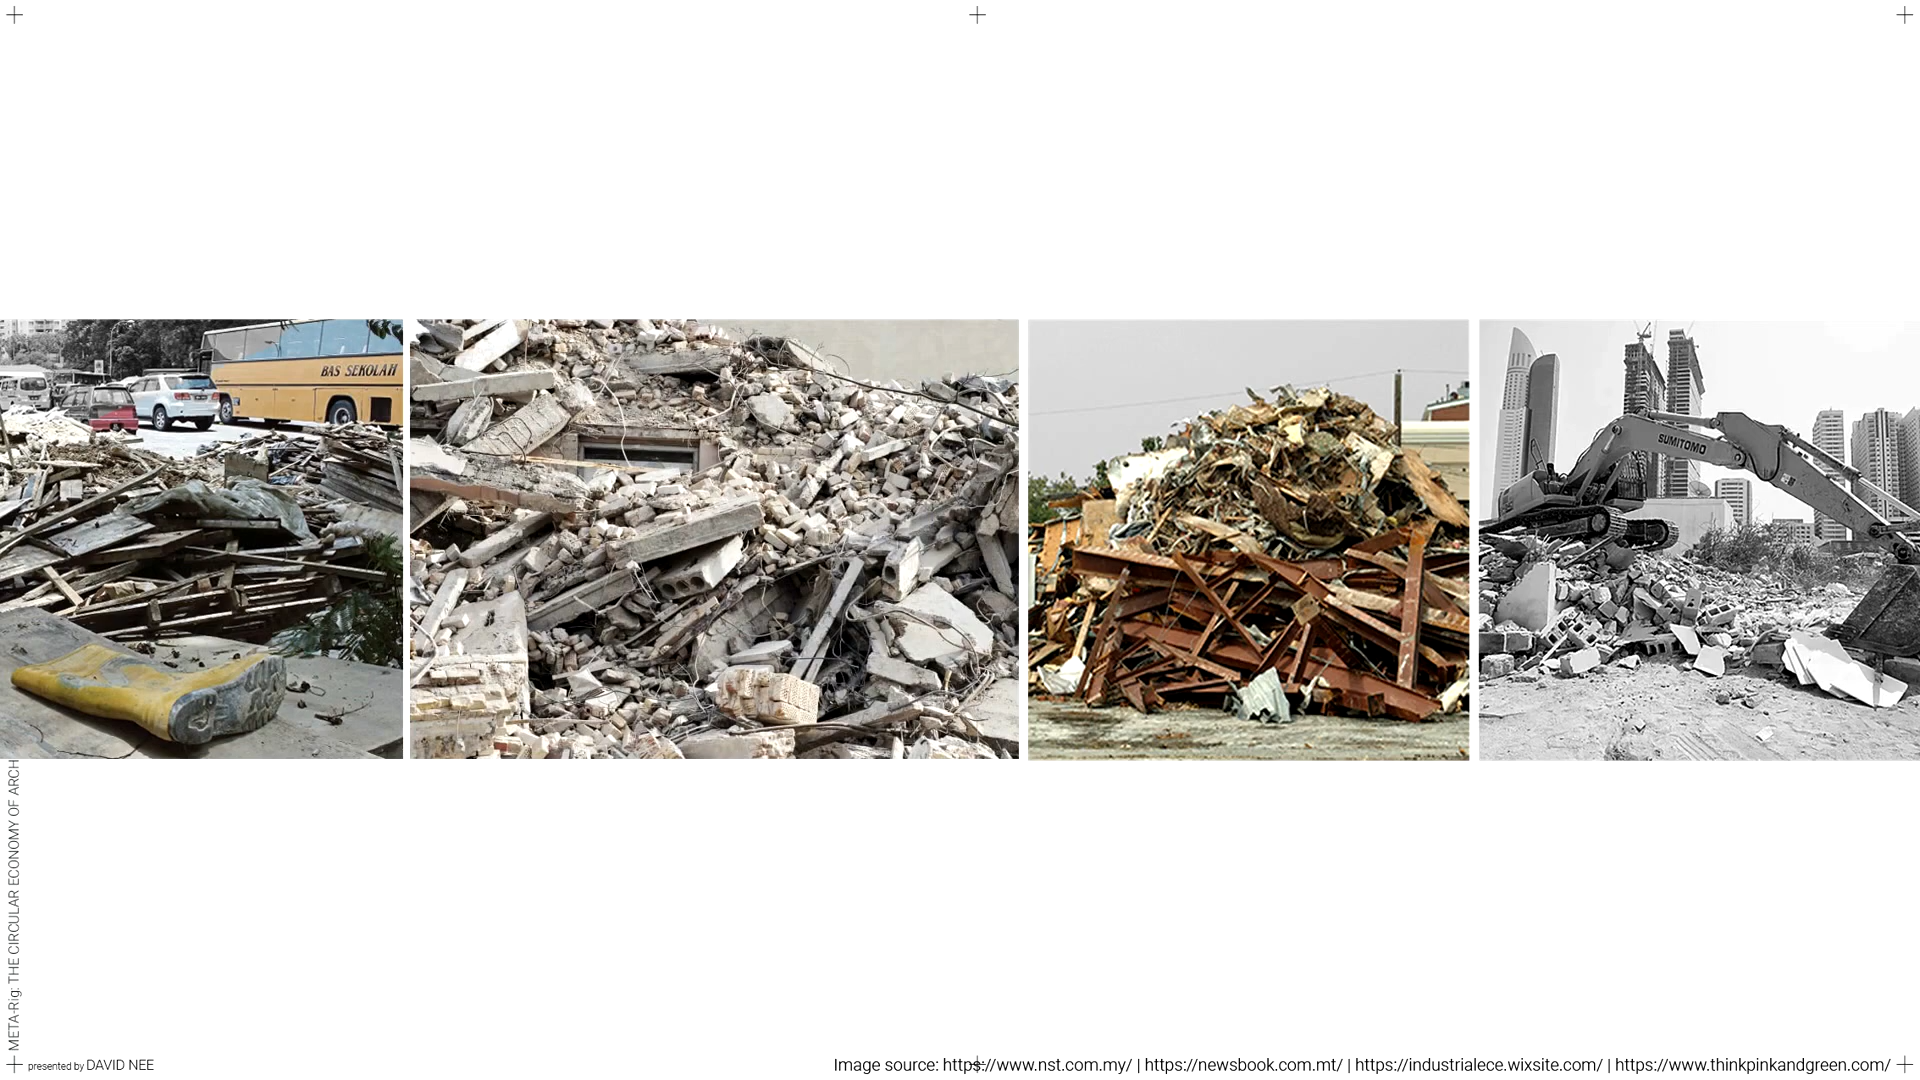 BAS SEKOLAH
SUMITOMO
META-Rig: THE CIRCULAR ECONOMY OF ARCH
presented by DAVID NEE
Image source: https://www.nst.com.my/ | https://newsbook.com.mt/ | https://industrialece.wixsite.com/ | https://www.thinkpinkandgreen.com/